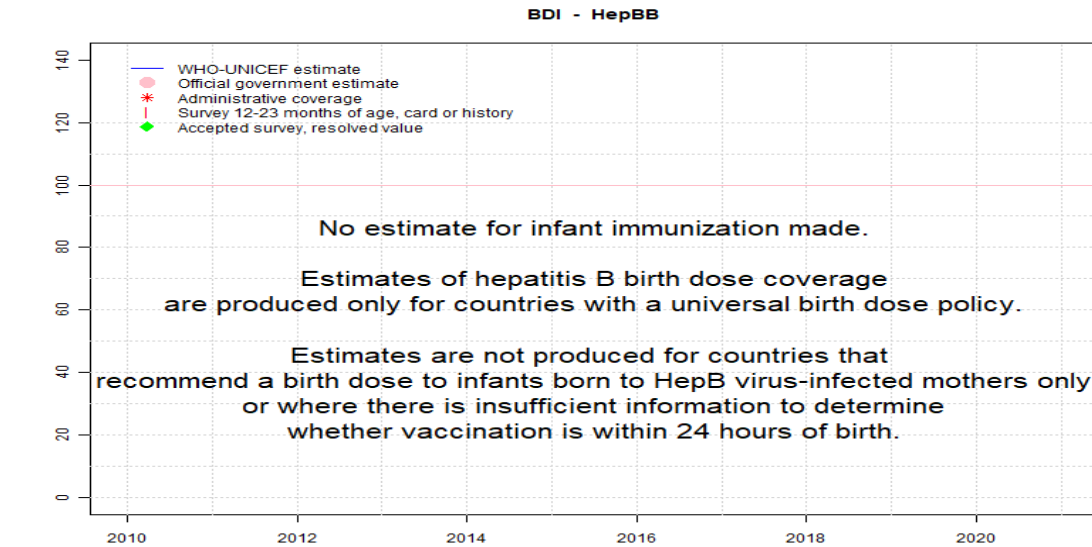 BDI - HepBB
140
120
100
80
60
40
20
0
WHO-UNICEF estimate
Official government estimate
Administrative coverage
Survey 12-23 months of age, card or history
Accepted survey, resolved value
No estimate for infant immunization made.
Estimates of hepatitis B birth dose coverage
are produced only for countries with a universal birth dose policy.
Estimates are not produced for countries that
recommend a birth dose to infants born to HepB virus-infected mothers only
or where there is insufficient information to determine
whether vaccination is within 24 hours of birth.
2010 2012 2014 2016 2018 2020